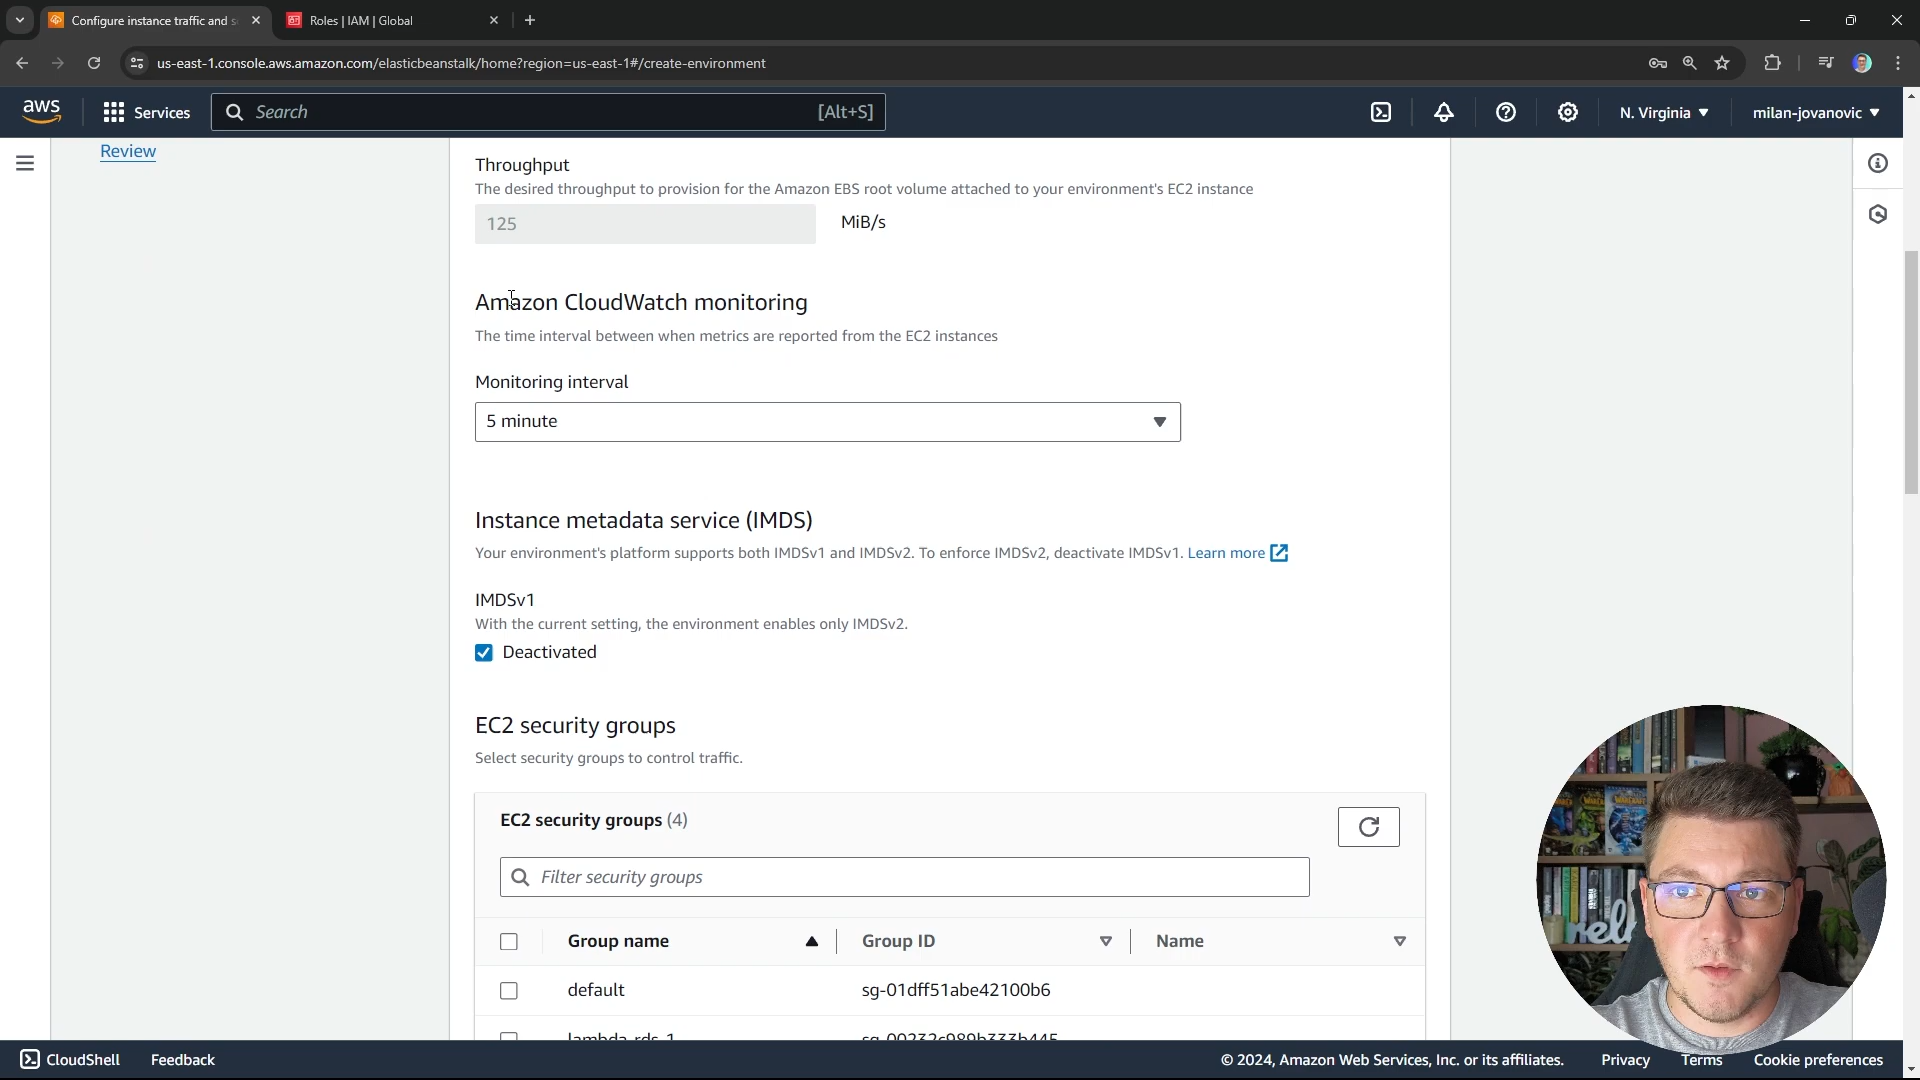 Configure instance traffic and s
Roles | IAM | Global
us-east-1.console.aws.amazon.com/elasticbeanstalk/home?region=us-east-1#/create-environment
aws
Services
Search
[Alt+S]
N. Virginia
milan-jovanovic
Review
Throughput
The desired throughput to provision for the Amazon EBS root volume attached to your environment's EC2 instance
125
MiB/s
Amazon CloudWatch monitoring
The time interval between when metrics are reported from the EC2 instances
Monitoring interval
5 minute
Instance metadata service (IMDS)
Your environment's platform supports both IMDSv1 and IMDSv2. To enforce IMDSv2, deactivate IMDSv1. Learn more
IMDSv1
With the current setting, the environment enables only IMDSv2.
Deactivated
EC2 security groups
Select security groups to control traffic.
EC2 security groups (4)
Filter security groups
Group name
Group ID
Name
default
sg-01dff51abe42100b6
lambda-rds-1
CloudShell
Feedback
© 2024, Amazon Web Services, Inc. or its affiliates.
Privacy
Terms
Cookie preferences